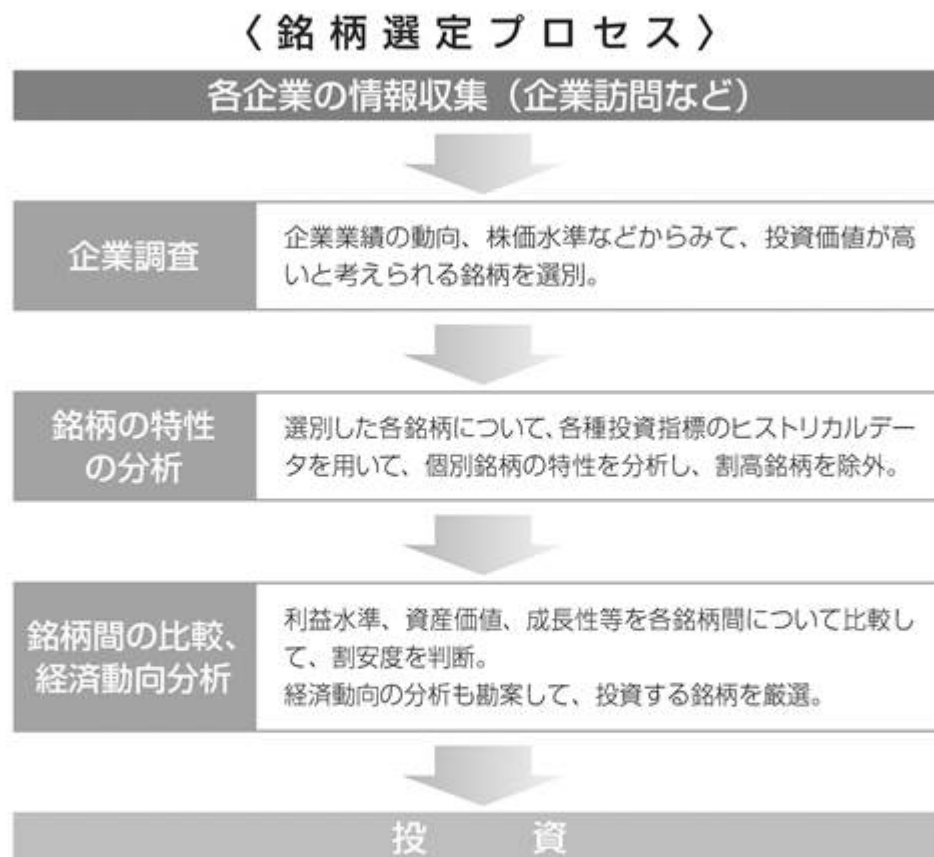 〈銘柄選定プロセス〉
各企業の情報収集（企業訪問など）
企業調査
企業業績の動向、株価水準などからみて、投資価値が高
いと考えられる銘柄を選別。
銘柄の特性
の分析
選別した各銘柄について、各種投資指標のヒストリカルデー
タを用いて、個別銘柄の特性を分析し、割高銘柄を除外。
銘柄間の比較、
経済動向分析
利益水準、資産価値、成長性等を各銘柄間について比較し
て、割安度を判断。
経済動向の分析も勘案して、投資する銘柄を厳選。
投資